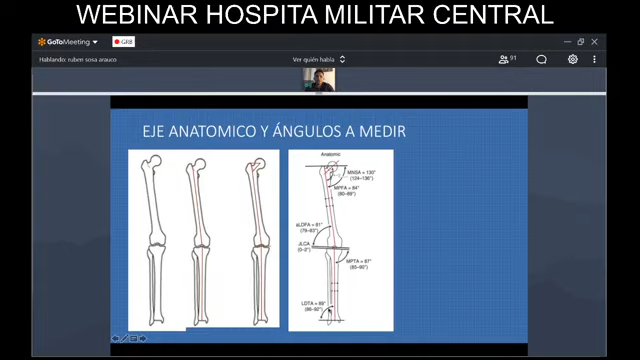 WEBINAR HOSPITA MILITAR CENTRAL
GoToMeeting
GRB
91
Hablando: ruben sosa arauco
Ver quién habla
EJE ANATOMICO Y ÁNGULOS A MEDIR
Anatomic
MNSA = 130°
(124–136°)
MPFA = 84°
(80–89°)
aLDFA = 81°
(79–83°)
JLCA
(0–2°)
MPTA = 87°
(85–90°)
LDTA = 89°
(86–92°)